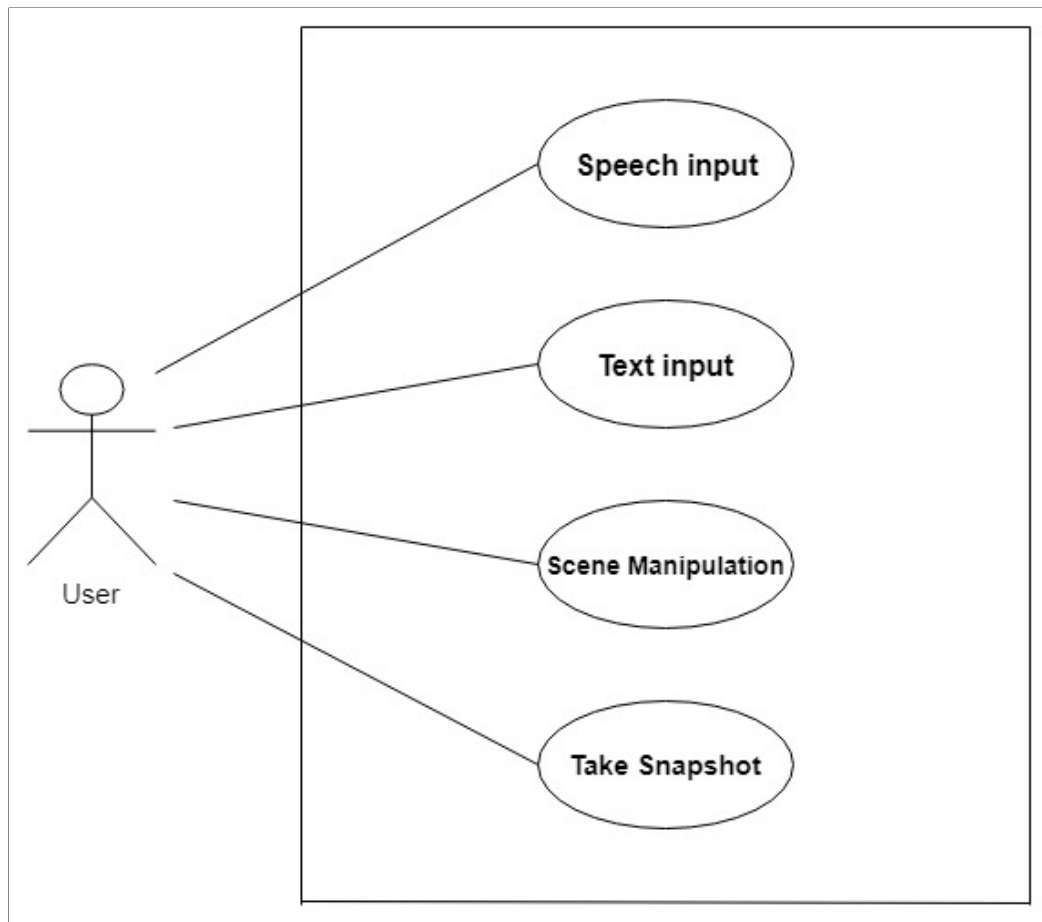 Speech input
Text input
Scene Manipulation
User
Take Snapshot